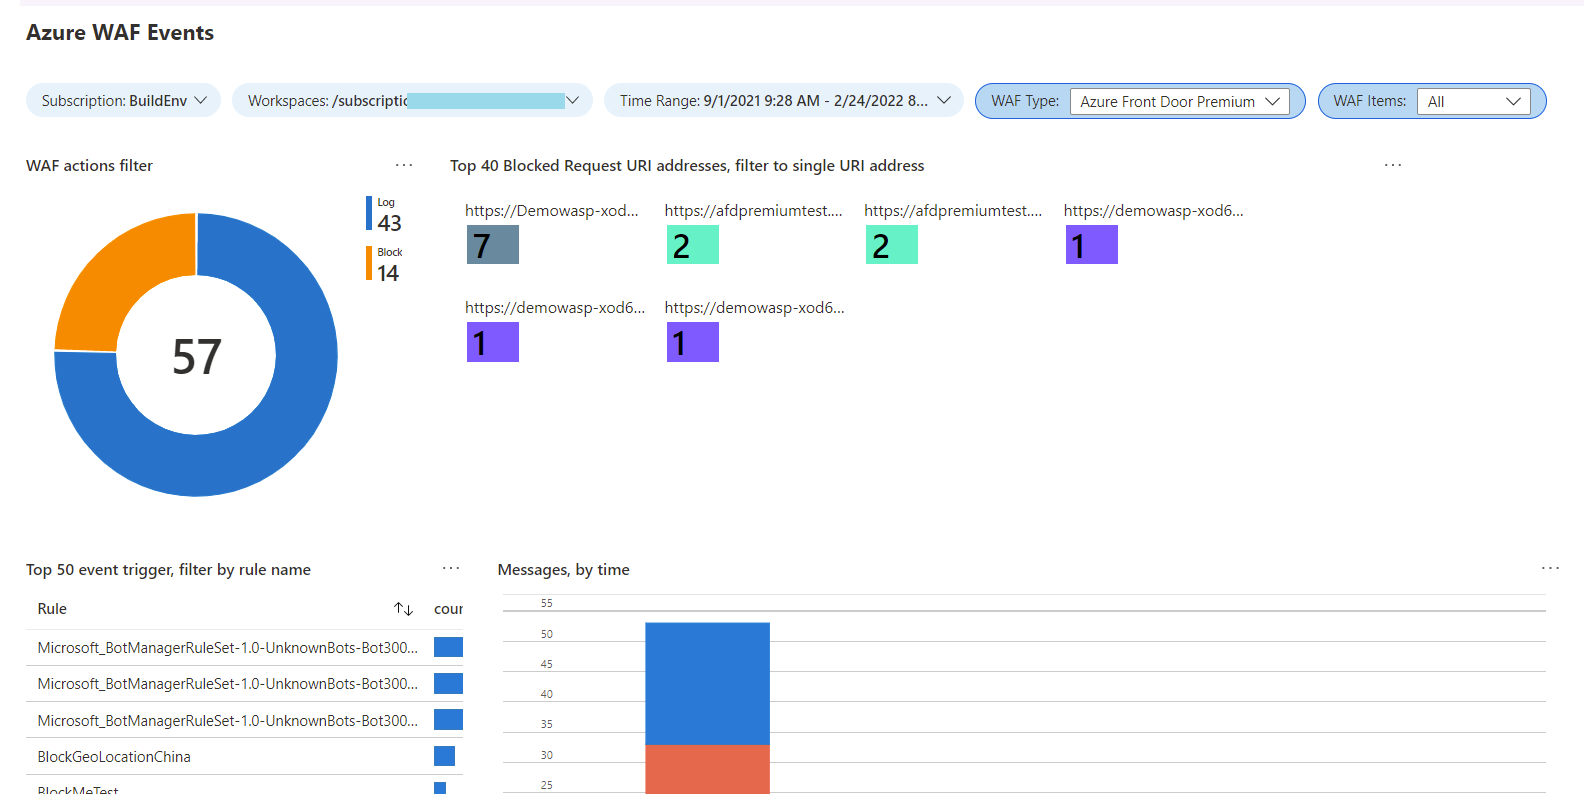 Azure WAF Events
Subscription: BuildEnv
Workspaces: /subscriptic
Time Range: 9/1/2021 9:28 AM - 2/24/2022 8...
WAF Type: Azure Front Door Premium
WAF Items: All
WAF actions filter
...
Log
43
Block
14
57
Top 40 Blocked Request URI addresses, filter to single URI address
...
https://Demowasp-xod...
7
https://afdpremiumtest....
2
https://afdpremiumtest....
2
https://demowasp-xod6...
1
https://demowasp-xod6...
1
https://demowasp-xod6...
1
Top 50 event trigger, filter by rule name
...
Rule
cour
Microsoft_BotManagerRuleSet-1.0-UnknownBots-Bot300...
Microsoft_BotManagerRuleSet-1.0-UnknownBots-Bot300...
Microsoft_BotManagerRuleSet-1.0-UnknownBots-Bot300...
BlockGeoLocationChina
BlockMeTest
Messages, by time
...
55
50
45
40
35
30
25